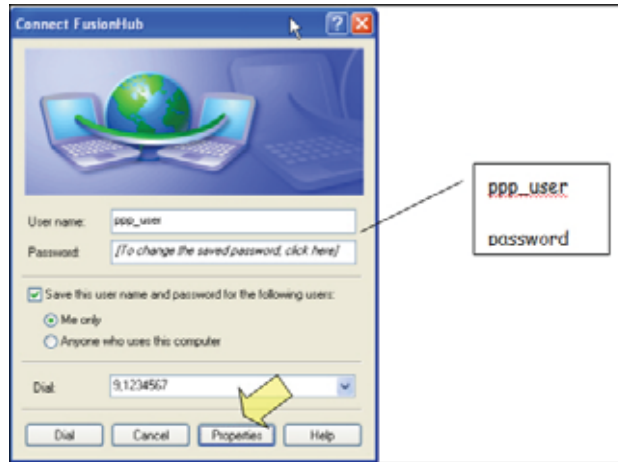 Connect FusionHub
User name: ppp_user
Password: [To change the saved password, click here]
Save this user name and password for the following users:
Me only
Anyone who uses this computer
Dial: 9,1234567
Dial Cancel Properties Help
ppp_user
password